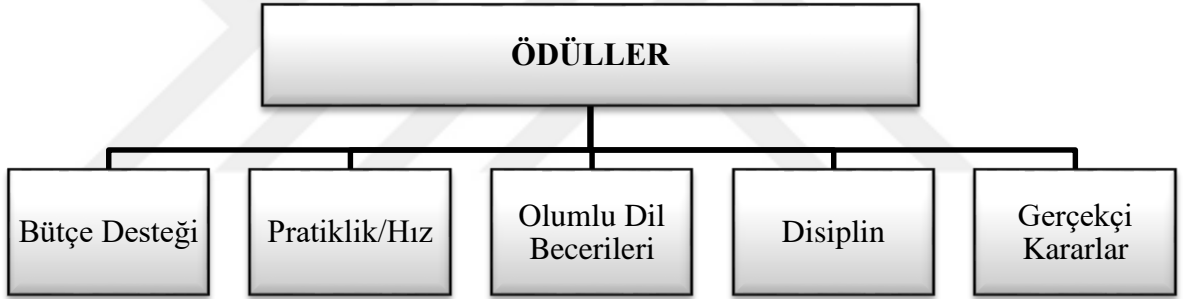 ÖDÜLLER
Bütçe Desteği
Pratiklik/Hız
Olumlu Dil
Becerileri
Disiplin
Gerçekçi
Kararlar